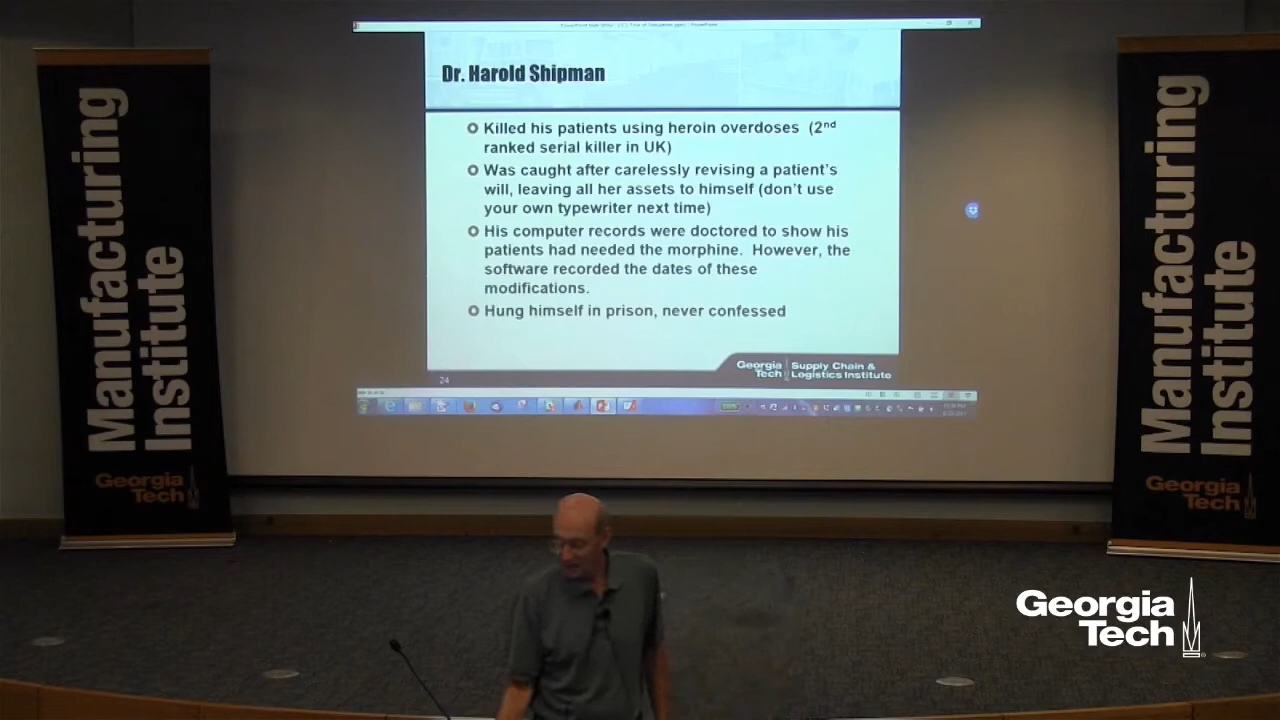 Dr. Harold Shipman
Killed his patients using heroin overdoses (2nd
ranked serial killer in UK)
Was caught after carelessly revising a patient's
will, leaving all her assets to himself (don't use
your own typewriter next time)
His computer records were doctored to show his
patients had needed the morphine. However, the
software recorded the dates of these
modifications.
Hung himself in prison, never confessed
24
Georgia
Tech
Supply Chain &
Logistics Institute
Manufacturing
Institute
Georgia
Tech
Manufacturing
Institute
Georgia
Tech
Georgia
Tech